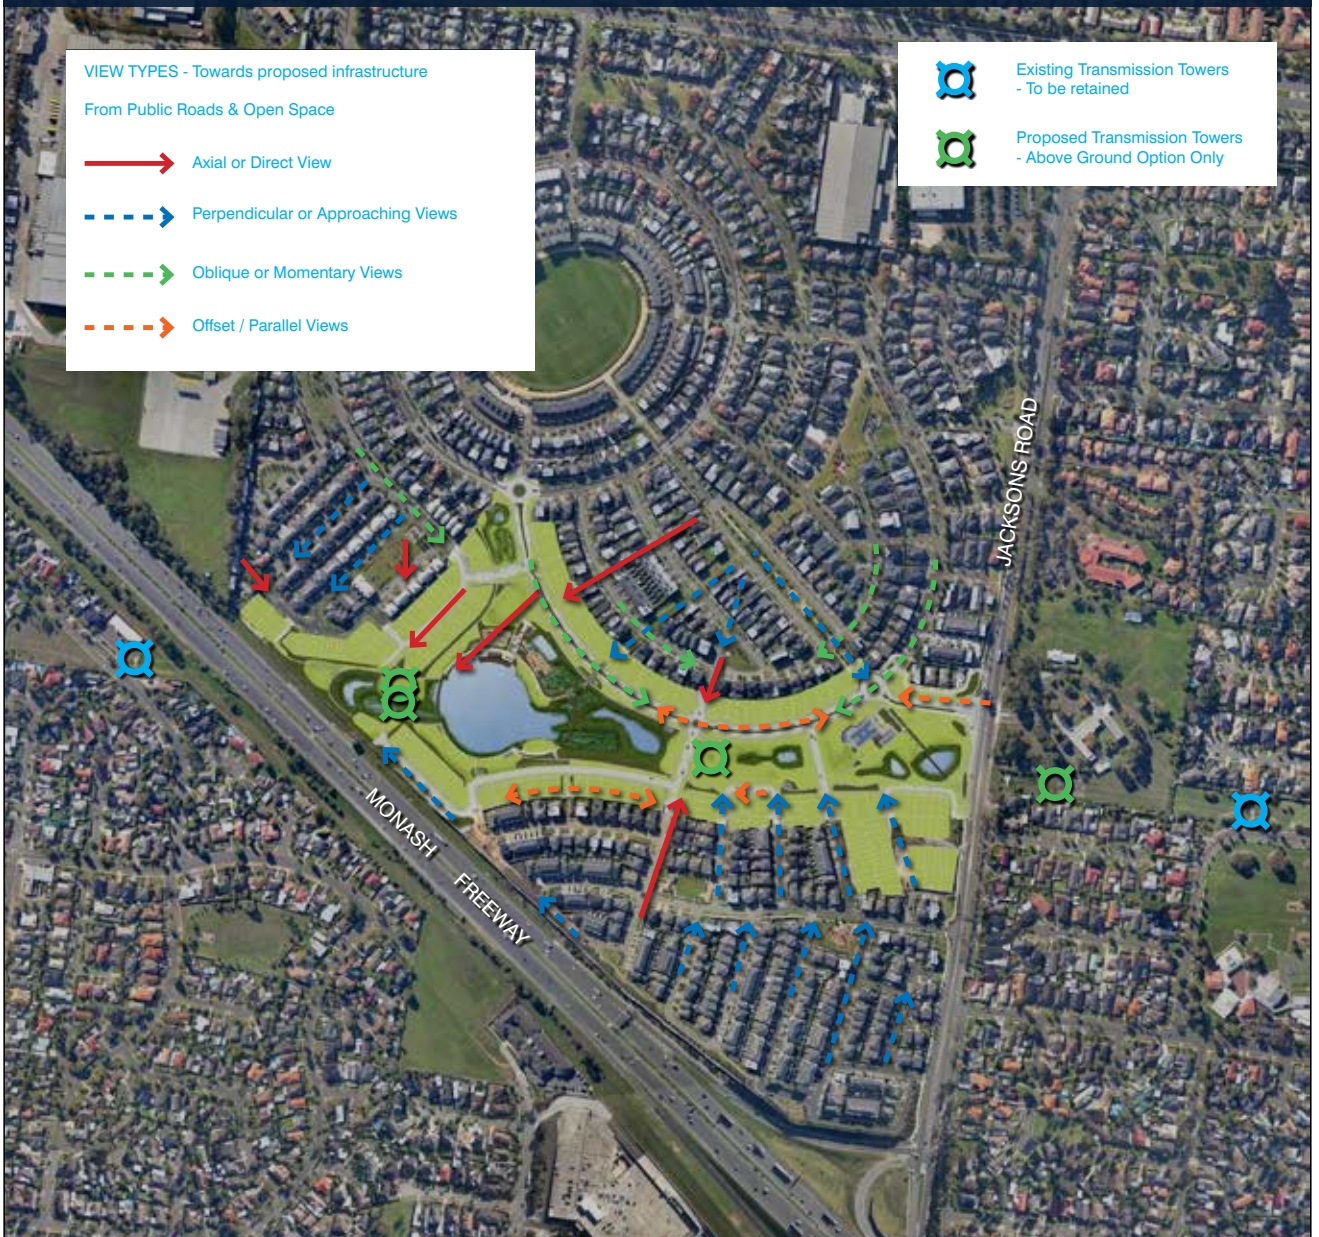 VIEW TYPES - Towards proposed infrastructure
From Public Roads & Open Space
Axial or Direct View
Perpendicular or Approaching Views
Oblique or Momentary Views
Offset / Parallel Views
Existing Transmission Towers
- To be retained
Proposed Transmission Towers
- Above Ground Option Only
JACKSONS ROAD
MONASH
FREEWAY